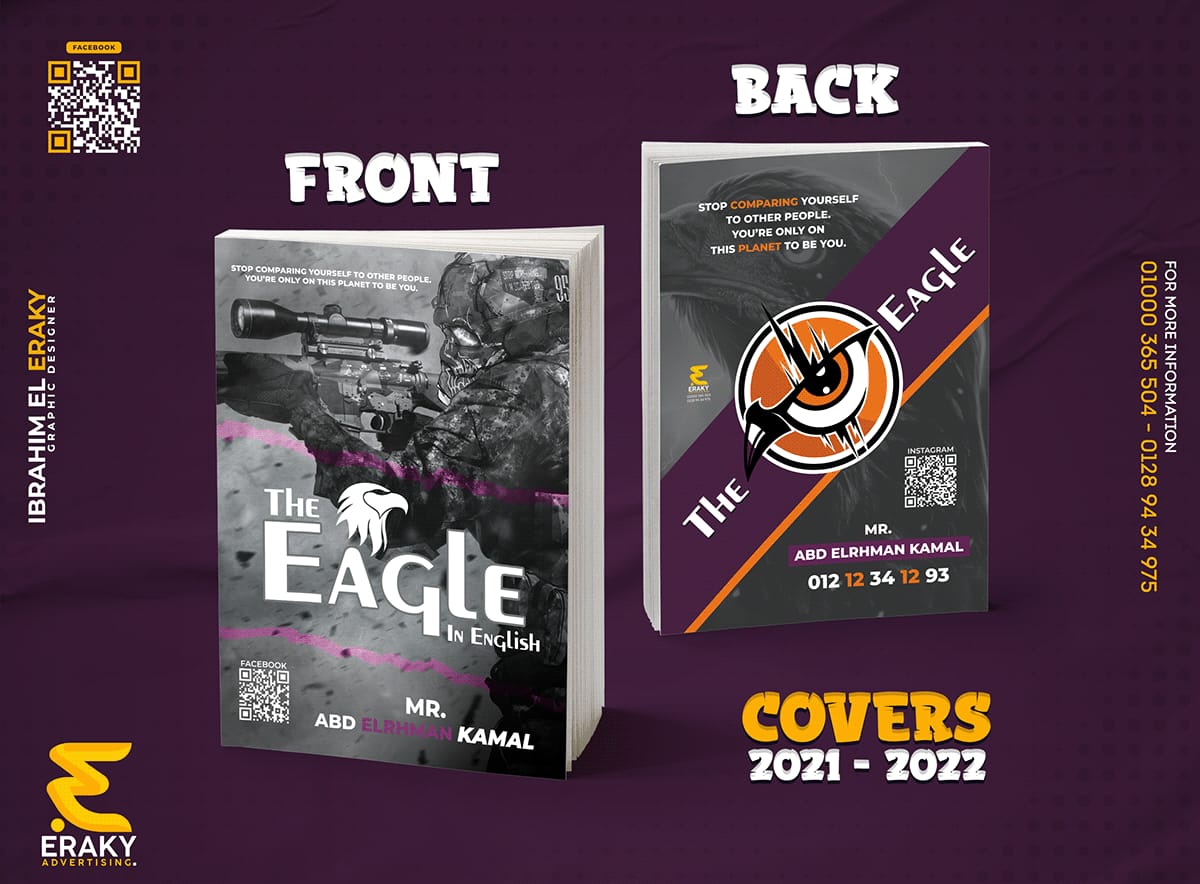 FACEBOOK
FRONT
BACK
IBRAHIM EL ERAKY
GRAPHIC DESIGNER
STOP COMPARING YOURSELF TO OTHER PEOPLE.
YOU'RE ONLY ON THIS PLANET TO BE YOU.
95
THE
EAGLE
IN ENGLISH
FACEBOOK
MR.
ABD ELRHMAN KAMAL
STOP COMPARING YOURSELF
TO OTHER PEOPLE.
YOU'RE ONLY ON
THIS PLANET TO BE YOU.
THE EAGLE
ERAKY
INSTAGRAM
MR.
ABD ELRHMAN KAMAL
012 12 34 12 93
FOR MORE INFORMATION
01000 365 504 - 0128 94 34 975
COVERS
2021 - 2022
ERAKY
ADVERTISING.